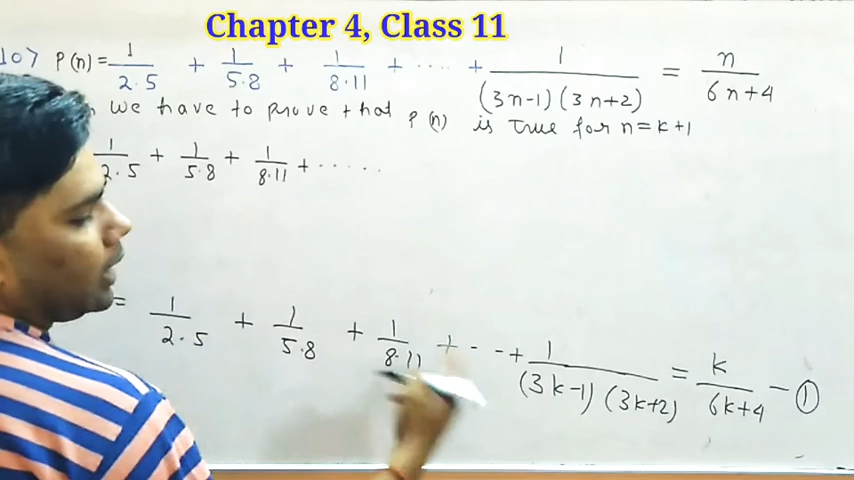 Chapter 4, Class 11
10> P(n)= 1/(2·5) + 1/(5·8) + 1/(8·11) + ···· + 1/((3n-1)(3n+2)) = n/(6n+4)
we have to prove that P(n) is true for n=k+1
1/(2·5) + 1/(5·8) + 1/(8·11) + ·····
= 1/(2·5) + 1/(5·8) + 1/(8·11) + - - + 1/((3k-1)(3k+2)) = k/(6k+4) - ①